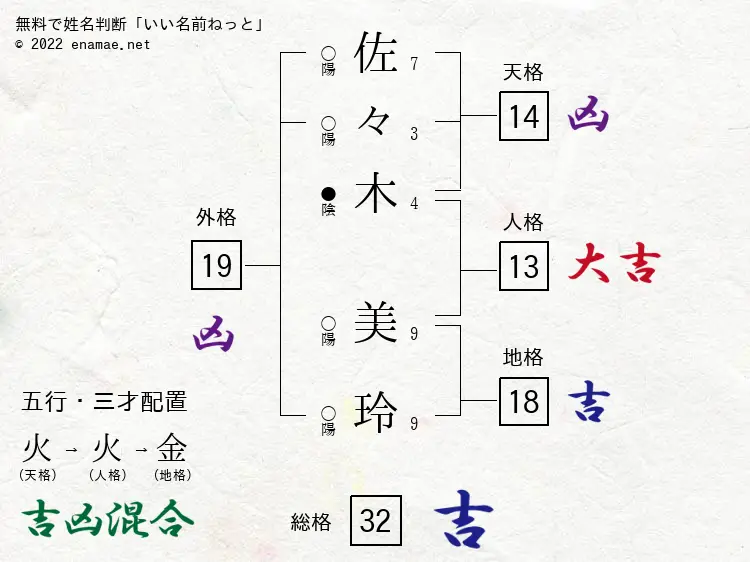 無料で姓名判断「いい名前ねっと」
© 2022 enamae.net
○陽 佐 7
○陽 々 3
●陰 木 4
○陽 美 9
○陽 玲 9
天格
14 凶
人格
13 大吉
地格
18 吉
外格
19
凶
五行・三才配置
火→火→金
(天格) (人格) (地格)
吉凶混合
総格 32 吉